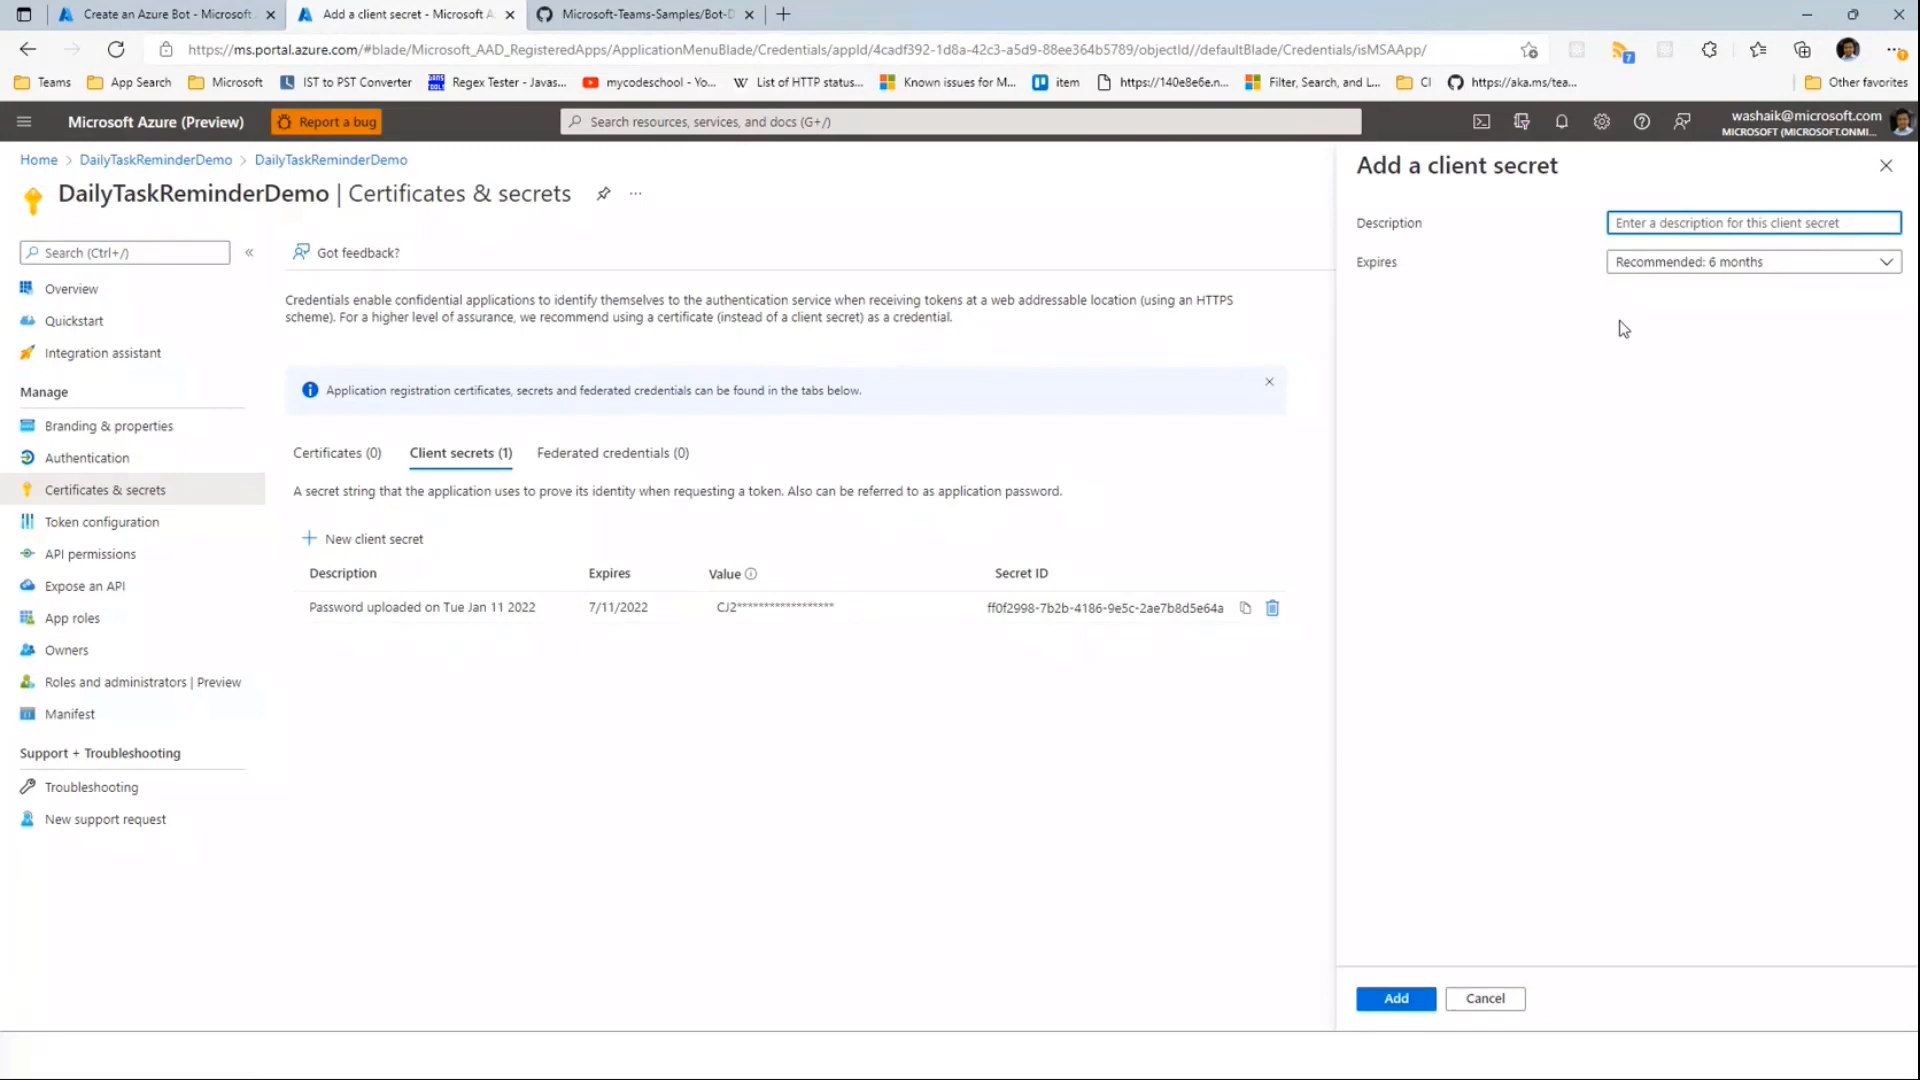 Create an Azure Bot - Microsoft
Add a client secret - Microsoft A
Microsoft-Teams-Samples/Bot-D
https://ms.portal.azure.com/#blade/Microsoft_AAD_RegisteredApps/ApplicationMenuBlade/Credentials/appId/4cadf392-1d8a-42c3-a5d9-88ee364b5789/objectId//defaultBlade/Credentials/isMSAApp/
7
Teams
App Search
Microsoft
IST to PST Converter
Regex Tester - Javas...
mycodeschool - Yo...
List of HTTP status...
Known issues for M...
item
https://140e8e6e.n...
Filter, Search, and L...
CI
https://aka.ms/tea...
Other favorites
Microsoft Azure (Preview)
Report a bug
Search resources, services, and docs (G+/)
washaik@microsoft.com
MICROSOFT (MICROSOFT.ONMI...
Home > DailyTaskReminderDemo > DailyTaskReminderDemo
DailyTaskReminderDemo | Certificates & secrets
Search (Ctrl+/)
Overview
Quickstart
Integration assistant
Manage
Branding & properties
Authentication
Certificates & secrets
Token configuration
API permissions
Expose an API
App roles
Owners
Roles and administrators | Preview
Manifest
Support + Troubleshooting
Troubleshooting
New support request
Got feedback?
Credentials enable confidential applications to identify themselves to the authentication service when receiving tokens at a web addressable location (using an HTTPS
scheme). For a higher level of assurance, we recommend using a certificate (instead of a client secret) as a credential.
Application registration certificates, secrets and federated credentials can be found in the tabs below.
Certificates (0)
Client secrets (1)
Federated credentials (0)
A secret string that the application uses to prove its identity when requesting a token. Also can be referred to as application password.
New client secret
Description
Expires
Value
Secret ID
Password uploaded on Tue Jan 11 2022
7/11/2022
CJ2******************
ff0f2998-7b2b-4186-9e5c-2ae7b8d5e64a
Add a client secret
Description
Enter a description for this client secret
Expires
Recommended: 6 months
Add
Cancel